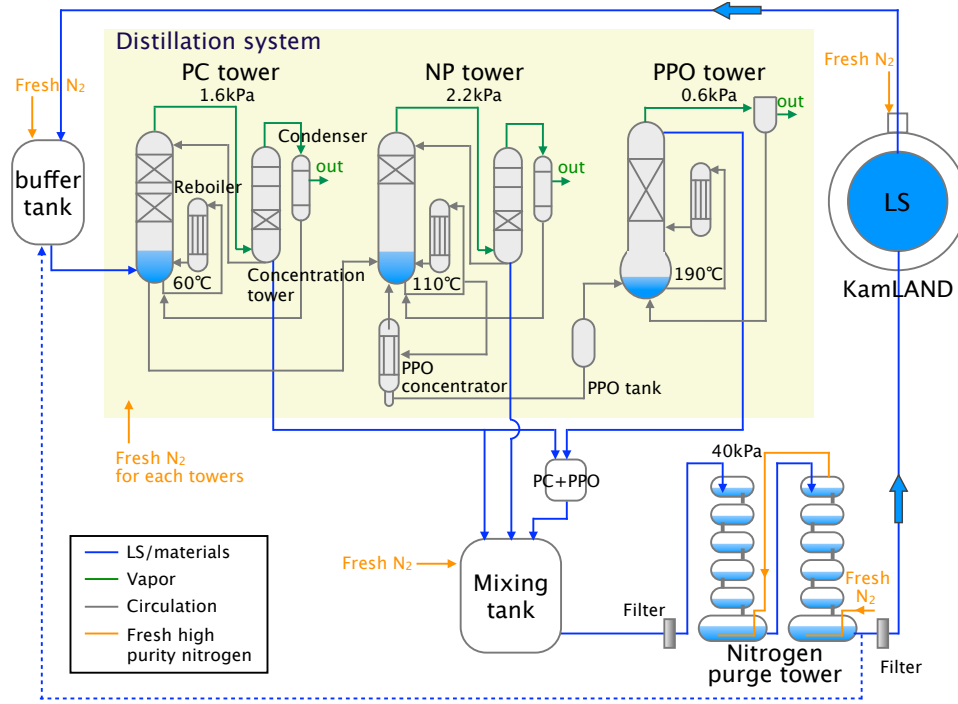 Distillation system
PC tower
1.6kPa
NP tower
2.2kPa
PPO tower
0.6kPa
Fresh N2
Fresh N2
buffer
tank
Condenser
out
out
out
Reboiler
LS
60℃
Concentration
tower
110℃
190℃
KamLAND
PPO
concentrator
PPO tank
Fresh N2
for each towers
PC+PPO
40kPa
LS/materials
Vapor
Circulation
Fresh high
purity nitrogen
Fresh N2
Mixing
tank
Filter
Fresh
N2
Nitrogen
purge tower
Filter